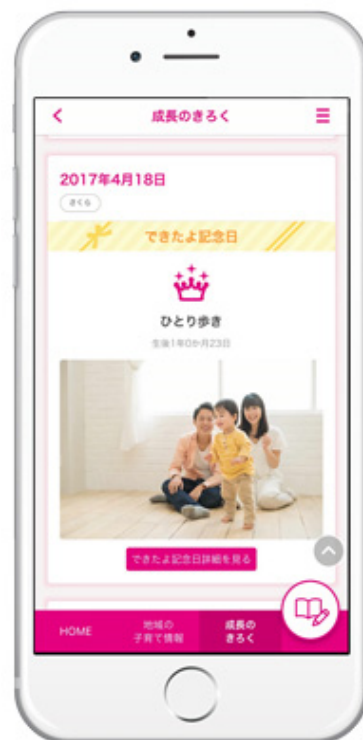 成長のきろく
2017年4月18日
さくら
できたよ記念日
ひとり歩き
生後1年0か月23日
できたよ記念日詳細を見る
HOME
地域の
子育て情報
成長の
きろく